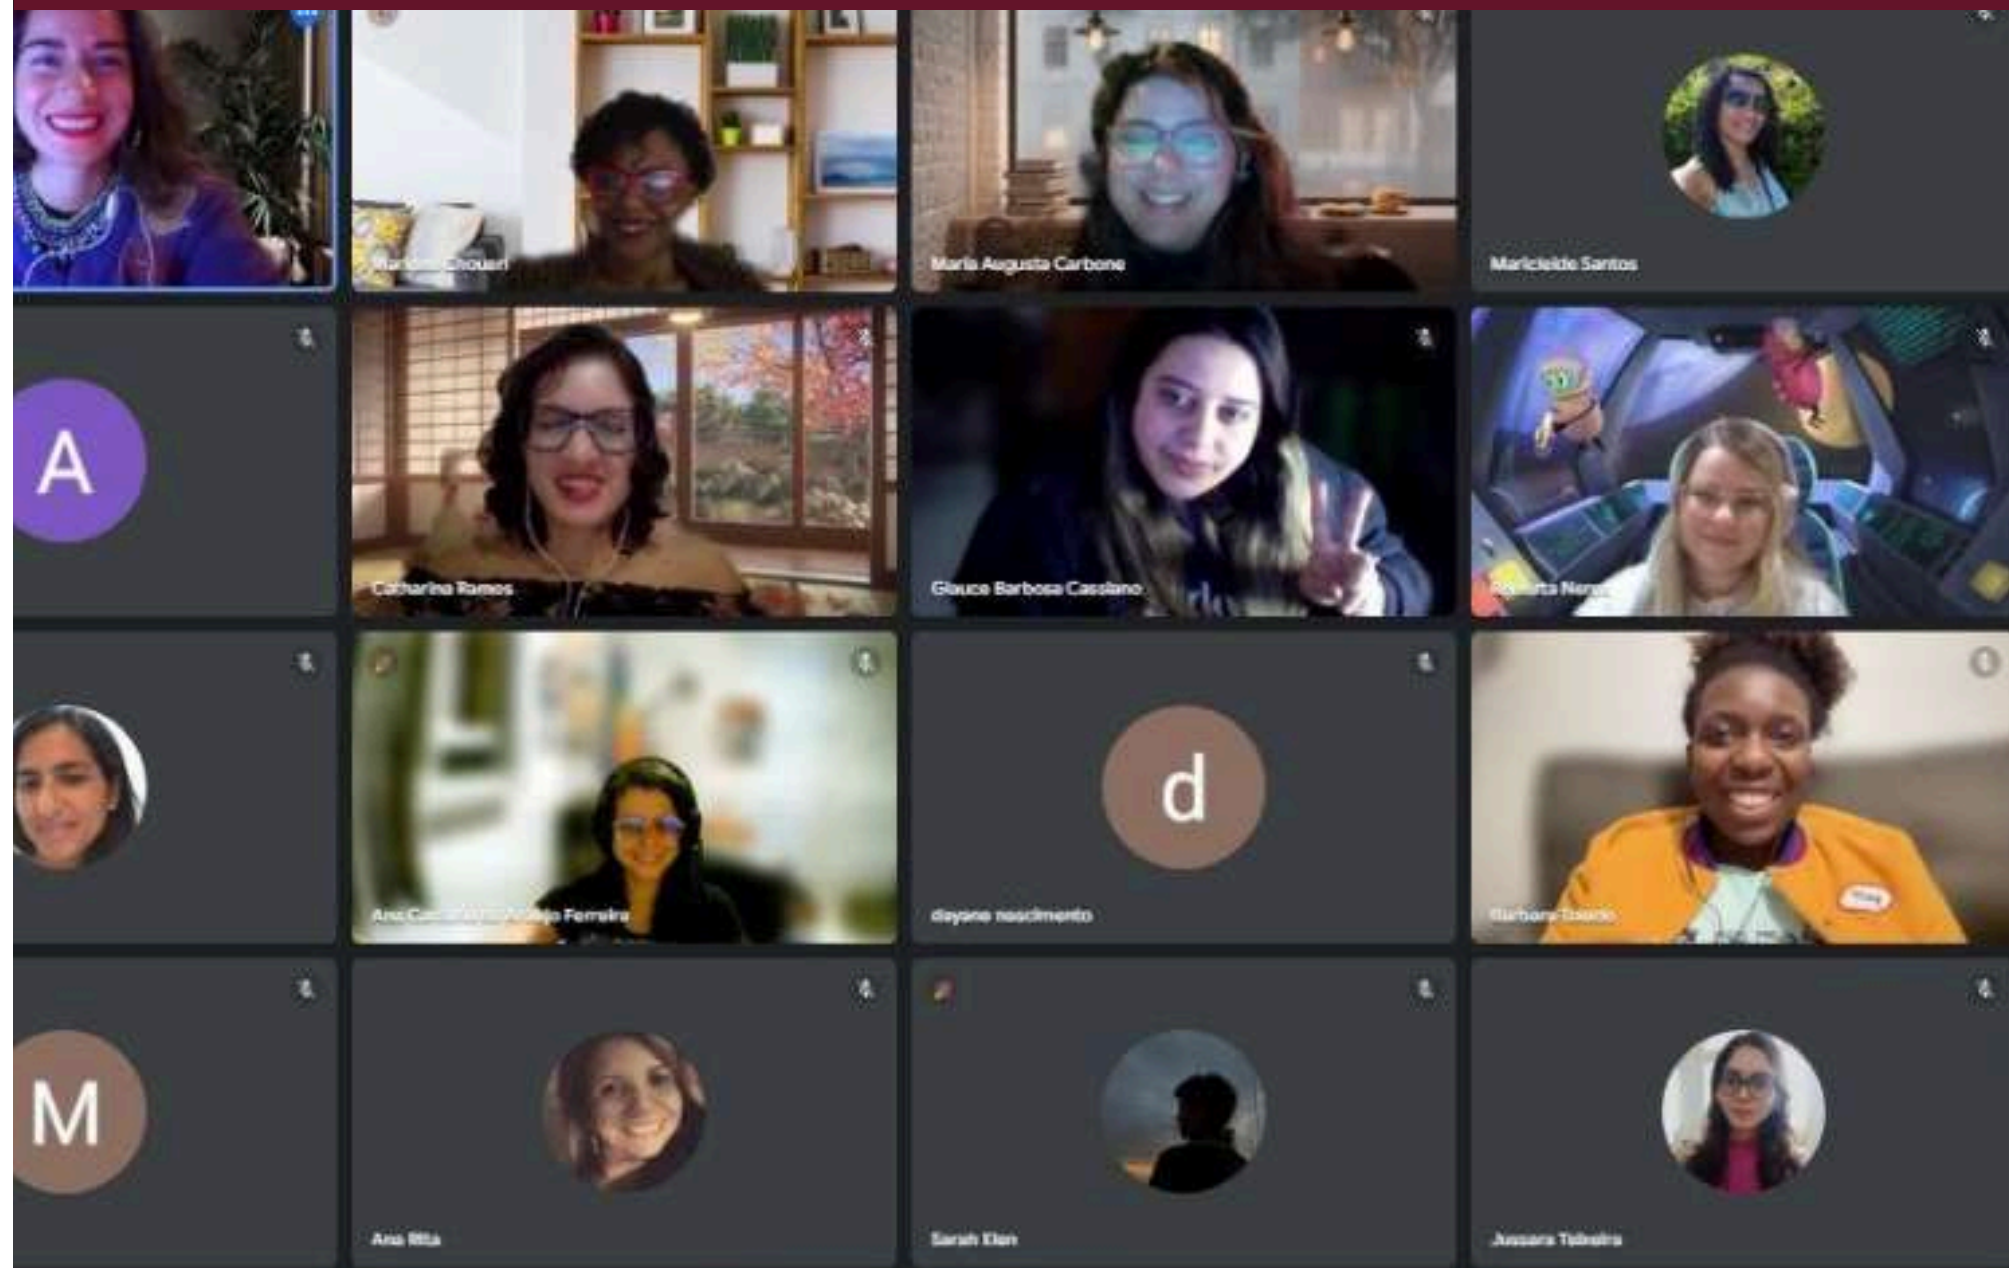 Choueri
Maria Augusta Carbone
Maricleide Santos
A
Catharina Ramos
Glauce Barbosa Cassiano
Ferreira
d
dayane nascimento
M
Ana Rita
Sarah Elen
Jussara Teixeira